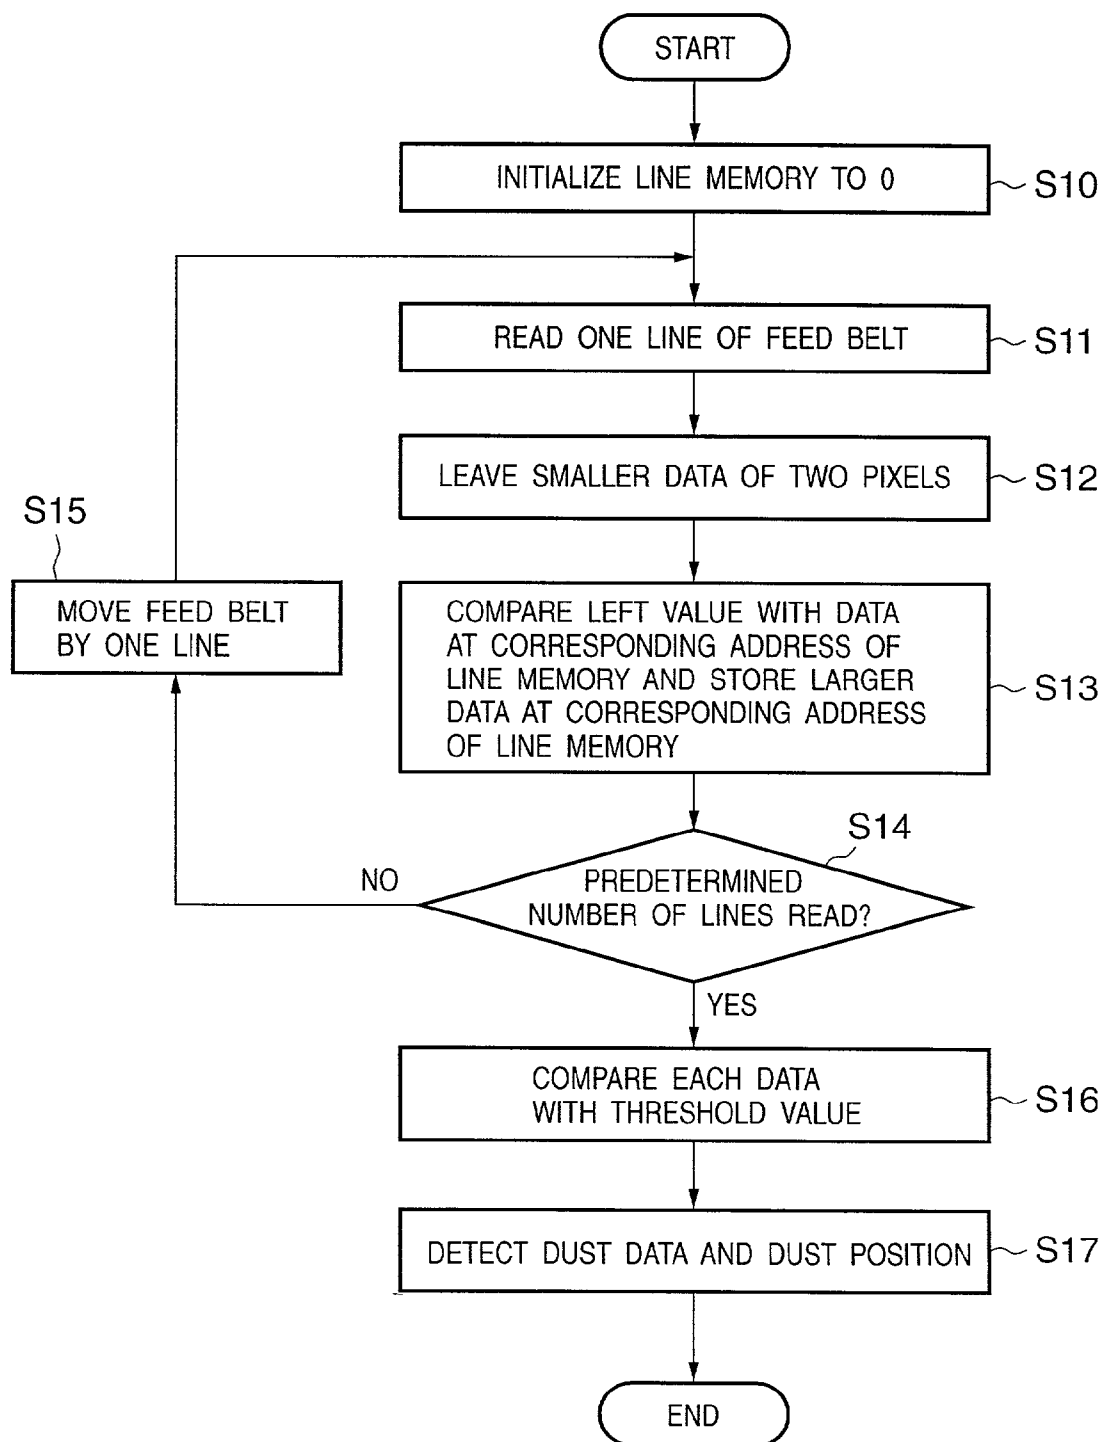 START
INITIALIZE LINE MEMORY TO 0
S10
READ ONE LINE OF FEED BELT
S11
LEAVE SMALLER DATA OF TWO PIXELS
S12
S15
MOVE FEED BELT
BY ONE LINE
COMPARE LEFT VALUE WITH DATA
AT CORRESPONDING ADDRESS OF
LINE MEMORY AND STORE LARGER
DATA AT CORRESPONDING ADDRESS
OF LINE MEMORY
S13
S14
NO
PREDETERMINED
NUMBER OF LINES READ?
YES
COMPARE EACH DATA
WITH THRESHOLD VALUE
S16
DETECT DUST DATA AND DUST POSITION
S17
END